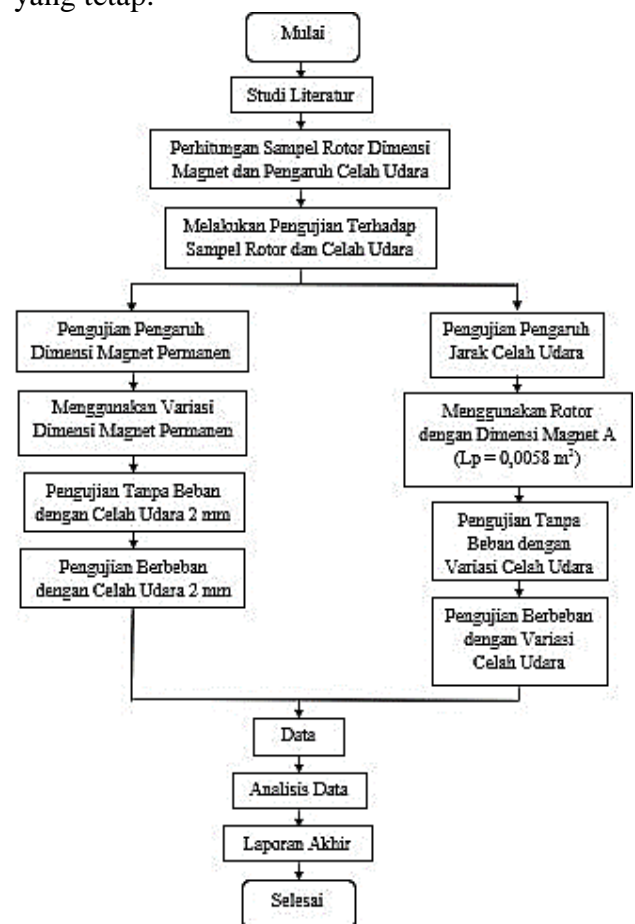 yang tetap.
Mulai
Studi Literatur
Perhitungan Sampel Rotor Dimensi
Magnet dan Pengaruh Celah Udara
Melakukan Pengujian Terhadap
Sampel Rotor dan Celah Udara
Pengujian Pengaruh
Dimensi Magnet Permanen
Menggunakan Variasi
Dimensi Magnet Permanen
Pengujian Tanpa Beban
dengan Celah Udara 2 mm
Pengujian Berbeban
dengan Celah Udara 2 mm
Pengujian Pengaruh
Jarak Celah Udara
Menggunakan Rotor
dengan Dimensi Magnet A
(Lp = 0,0058 m²)
Pengujian Tanpa
Beban dengan
Variasi Celah Udara
Pengujian Berbeban
dengan Variasi
Celah Udara
Data
Analisis Data
Laporan Akhir
Selesai